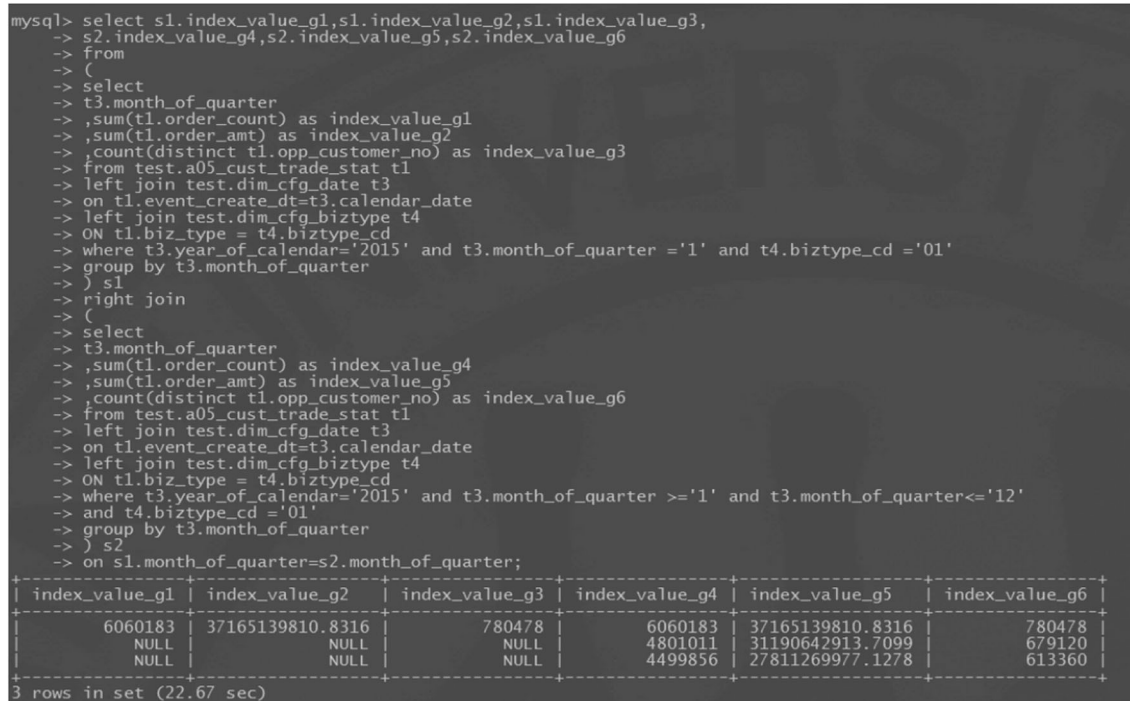 mysql> select s1.index_value_g1,s1.index_value_g2,s1.index_value_g3,
-> s2.index_value_g4,s2.index_value_g5,s2.index_value_g6
-> from
-> (
-> select
-> t3.month_of_quarter
-> ,sum(t1.order_count) as index_value_g1
-> ,sum(t1.order_amt) as index_value_g2
-> ,count(distinct t1.opp_customer_no) as index_value_g3
-> from test.a05_cust_trade_stat t1
-> left join test.dim_cfg_date t3
-> on t1.event_create_dt=t3.calendar_date
-> left join test.dim_cfg_biztype t4
-> ON t1.biz_type = t4.biztype_cd
-> where t3.year_of_calendar='2015' and t3.month_of_quarter ='1' and t4.biztype_cd ='01'
-> group by t3.month_of_quarter
-> ) s1
-> right join
-> (
-> select
-> t3.month_of_quarter
-> ,sum(t1.order_count) as index_value_g4
-> ,sum(t1.order_amt) as index_value_g5
-> ,count(distinct t1.opp_customer_no) as index_value_g6
-> from test.a05_cust_trade_stat t1
-> left join test.dim_cfg_date t3
-> on t1.event_create_dt=t3.calendar_date
-> left join test.dim_cfg_biztype t4
-> ON t1.biz_type = t4.biztype_cd
-> where t3.year_of_calendar='2015' and t3.month_of_quarter >='1' and t3.month_of_quarter<='12'
-> and t4.biztype_cd ='01'
-> group by t3.month_of_quarter
-> ) s2
-> on s1.month_of_quarter=s2.month_of_quarter;
| index_value_g1 | index_value_g2 | index_value_g3 | index_value_g4 | index_value_g5 | index_value_g6 |
| 6060183 | 37165139810.8316 | 780478 | 6060183 | 37165139810.8316 | 780478 |
| NULL | NULL | NULL | 4801011 | 31190642913.7099 | 679120 |
| NULL | NULL | NULL | 4499856 | 27811269977.1278 | 613360 |
3 rows in set (22.67 sec)